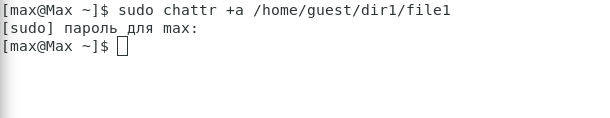 [max@Max ~]$ sudo chattr +a /home/guest/dir1/file1
[sudo] пароль для max:
[max@Max ~]$